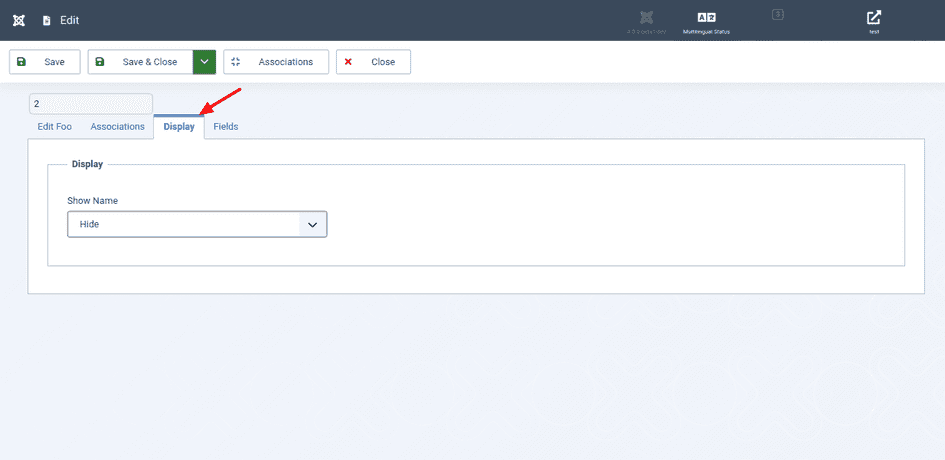 Edit
Multilingual Status
test
Save
Save & Close
Associations
Close
2
Edit Foo
Associations
Display
Fields
Display
Show Name
Hide